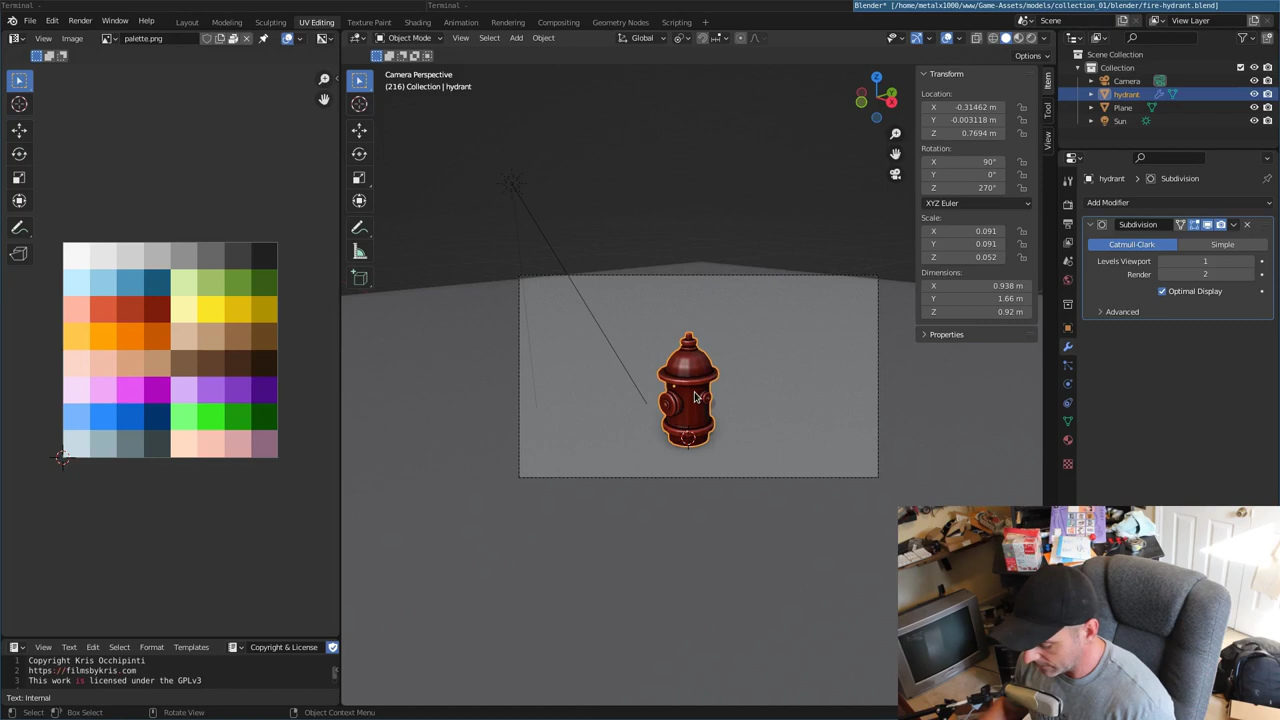 Terminal -
Terminal -
Blender* [/home/metalx1000/www/Game-Assets/models/collection_01/blender/fire-hydrant.blend]
File Edit Render Window Help
Layout Modeling Sculpting UV Editing Texture Paint Shading Animation Rendering Compositing Geometry Nodes Scripting
Scene
View Layer
View Image
palette.png
Object Mode
View Select Add Object
Global
Options
Camera Perspective
(216) Collection | hydrant
Transform
Location:
X -0.31462 m
Y -0.003118 m
Z 0.7694 m
Rotation:
X 90°
Y 0°
Z 270°
XYZ Euler
Scale:
X 0.091
Y 0.091
Z 0.052
Dimensions:
X 0.938 m
Y 1.66 m
Z 0.92 m
Properties
Item
Tool
View
Scene Collection
Collection
Camera
hydrant
Plane
Sun
hydrant > Subdivision
Add Modifier
Subdivision
Catmull-Clark Simple
Levels Viewport 1
Render 2
Optimal Display
Advanced
View Text Edit Select Format Templates
Copyright & License
1 Copyright Kris Occhipinti
2 https://filmsbykris.com
3 This work is licensed under the GPLv3
Text: Internal
Select
Box Select
Rotate View
Object Context Menu